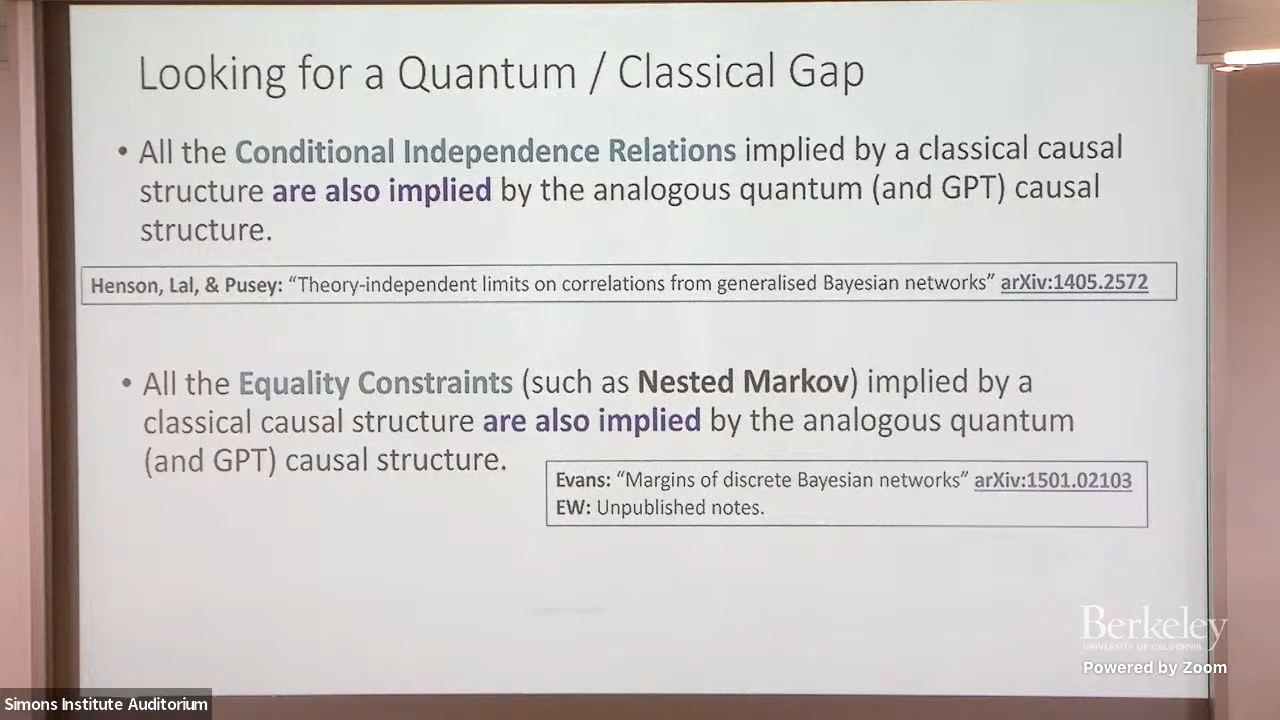 Looking for a Quantum / Classical Gap
• All the Conditional Independence Relations implied by a classical causal
structure are also implied by the analogous quantum (and GPT) causal
structure.
Henson, Lal, & Pusey: “Theory-independent limits on correlations from generalised Bayesian networks” arXiv:1405.2572
• All the Equality Constraints (such as Nested Markov) implied by a
classical causal structure are also implied by the analogous quantum
(and GPT) causal structure.
Evans: “Margins of discrete Bayesian networks” arXiv:1501.02103
EW: Unpublished notes.
Berkeley
UNIVERSITY OF CALIFORNIA
Powered by Zoom
Simons Institute Auditorium